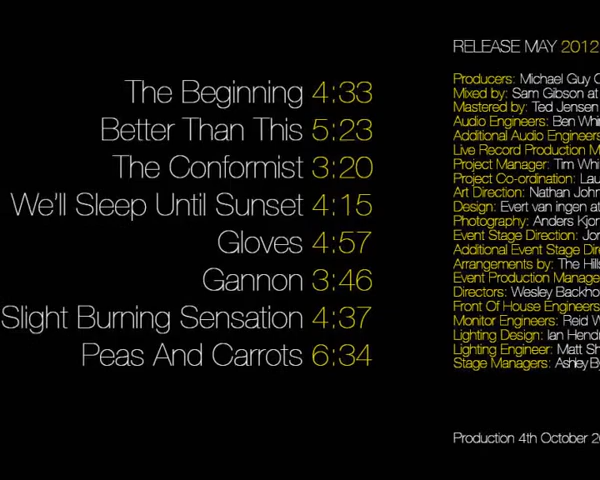 The Beginning 4:33
Better Than This 5:23
The Conformist 3:20
We'll Sleep Until Sunset 4:15
Gloves 4:57
Gannon 3:46
Slight Burning Sensation 4:37
Peas And Carrots 6:34
RELEASE MAY 2012
Producers: Michael Guy
Mixed by: Sam Gibson at
Mastered by: Ted Jensen
Audio Engineers: Ben
Additional Audio Engineers
Live Record Production
Project Manager: Tim
Project Co-ordination:
Art Direction: Nathan
Design: Evert van ingen at
Photography: Anders
Event Stage Direction:
Additional Event Stage
Arrangements by: The
Event Production
Directors: Wesley
Front Of House Engineers
Monitor Engineers: Reid
Lighting Design: Ian
Lighting Engineer: Matt
Stage Managers:
Production 4th October